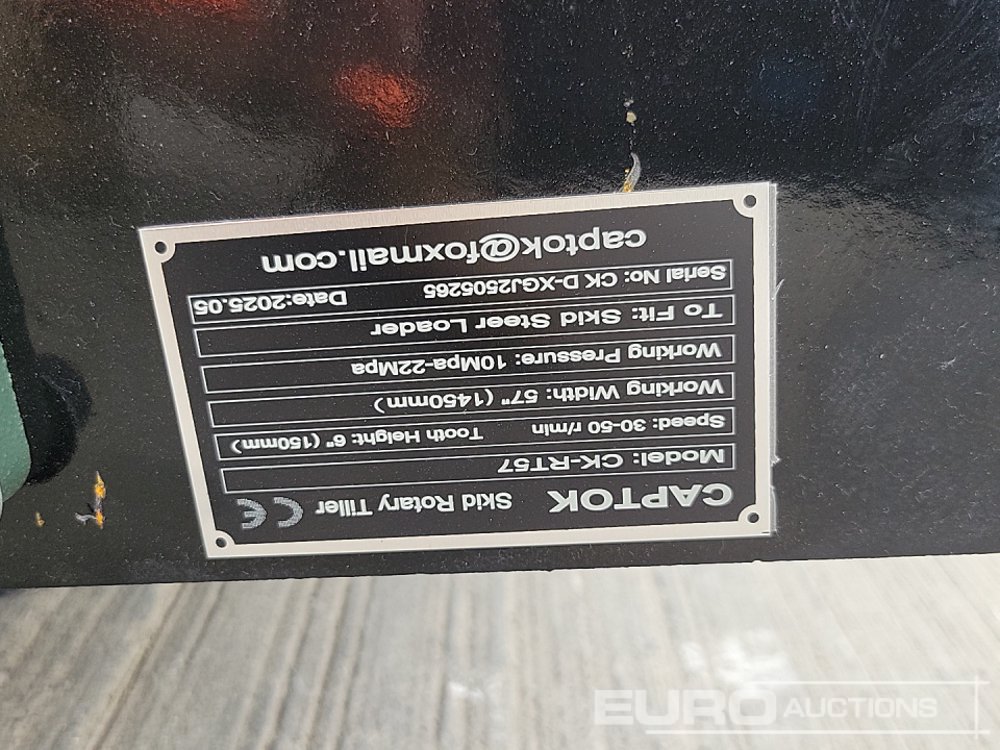 CAPTOK Skid Rotary Tiller CE
Model: CK-RT57
Speed: 30-50 r/min Tooth Height: 6" (150mm)
Working Width: 57" (1450mm)
Working Pressure: 10Mpa-22Mpa
To Fit: Skid Steer Loader
Serial No: CK D-XGJ2505265 Date:2025.05
captok@foxmail.com
EURO AUCTIONS